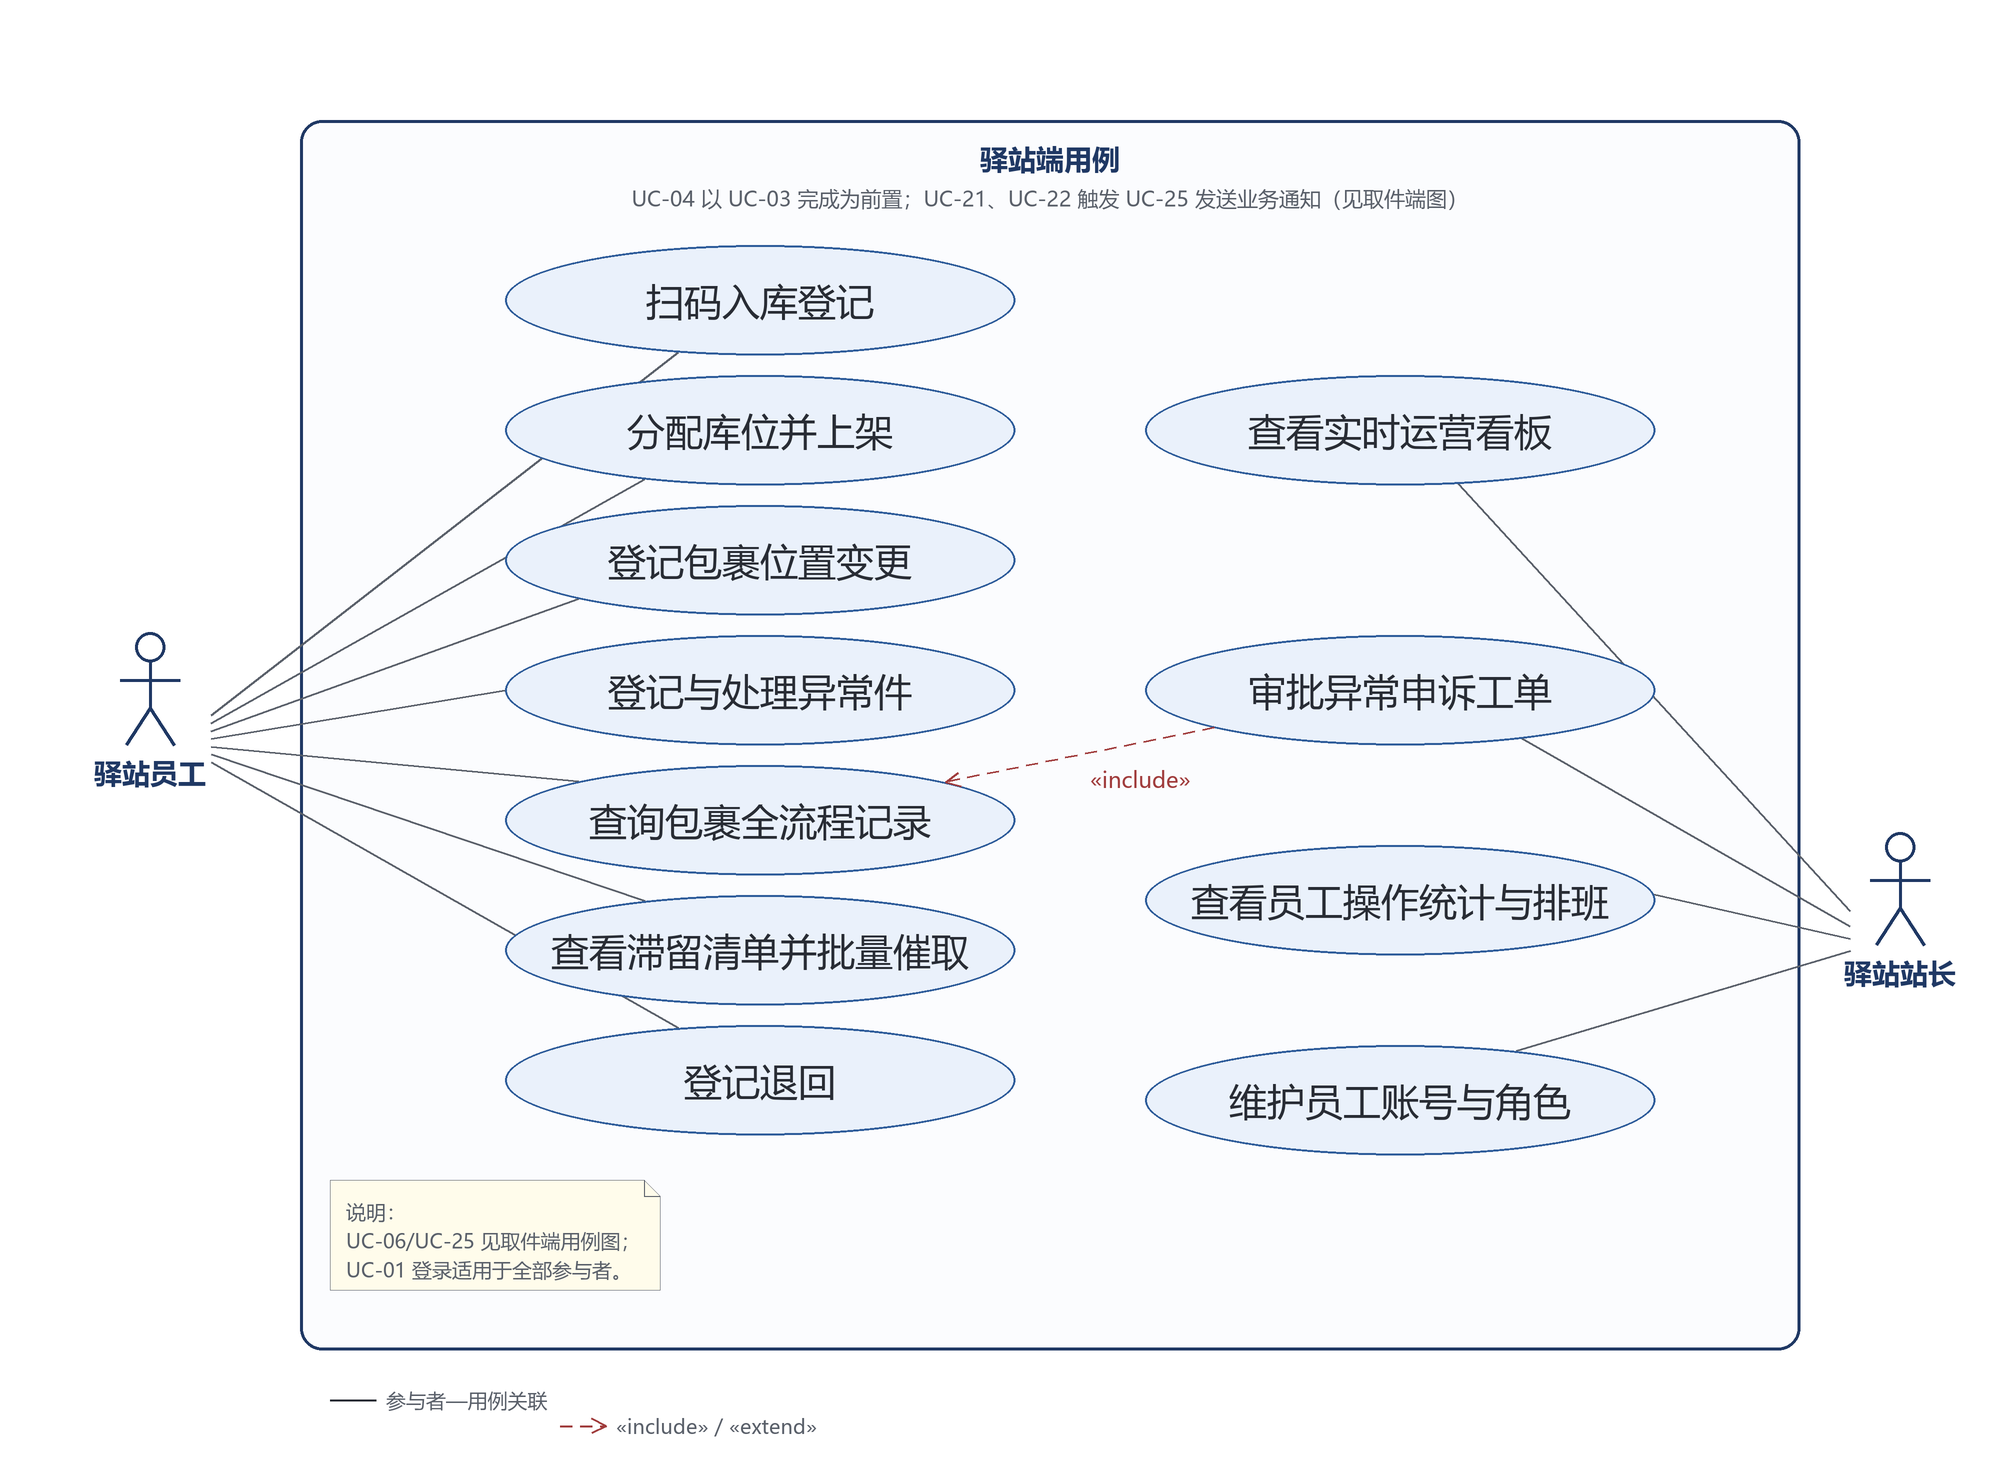 驿站端用例
UC-04 以 UC-03 完成为前置；UC-21、UC-22 触发 UC-25 发送业务通知（见取件端图）
扫码入库登记
分配库位并上架
查看实时运营看板
登记包裹位置变更
登记与处理异常件
审批异常申诉工单
驿站员工
«include»
查询包裹全流程记录
查看员工操作统计与排班
查看滞留清单并批量催取
驿站站长
登记退回
维护员工账号与角色
说明：
UC-06/UC-25 见取件端用例图；
UC-01 登录适用于全部参与者。
参与者—用例关联
«include» / «extend»